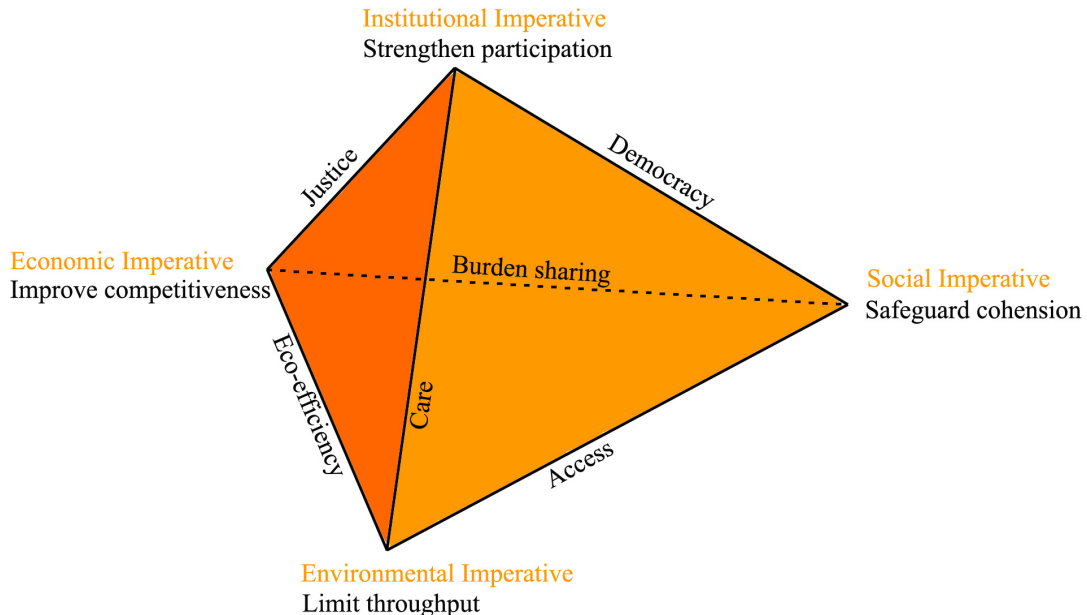 Institutional Imperative
Strengthen participation
Justice
Democracy
Economic Imperative
Improve competitiveness
Burden sharing
Social Imperative
Safeguard cohension
Eco-efficiency
Care
Access
Environmental Imperative
Limit throughput